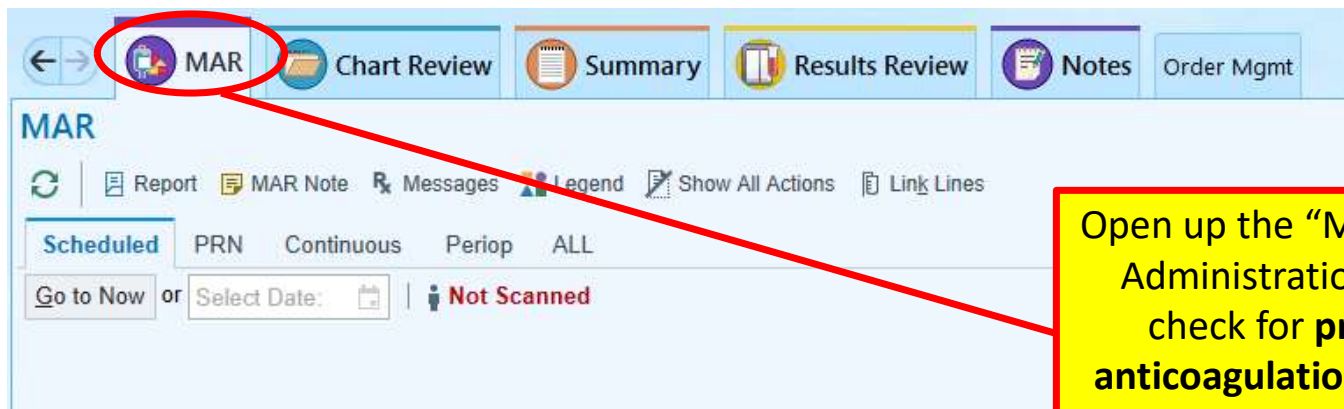 MAR Chart Review Summary Results Review Notes Order Mgmt
MAR
Report MAR Note Rx Messages Legend Show All Actions Link Lines
Scheduled PRN Continuous Periop ALL
Go to Now or Select Date: Not Scanned
Open up the “M
Administratio
check for pr
anticoagulatio